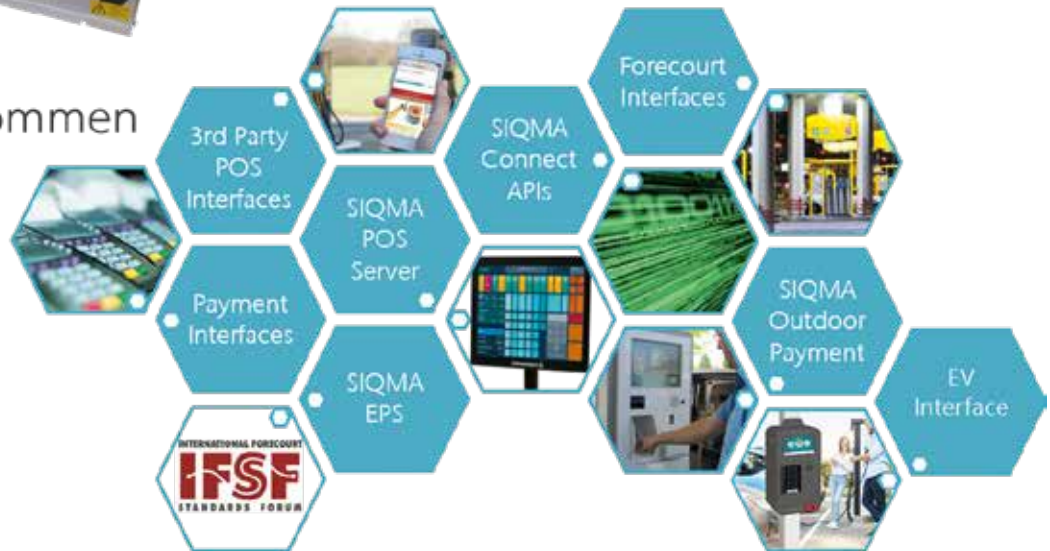 ommen
3rd Party
POS
Interfaces
SIQMA
POS
Server
SIQMA
Connect
APIs
Forecourt
Interfaces
Payment
Interfaces
SIQMA
EPS
SIQMA
Outdoor
Payment
EV
Interface
INTERNATIONAL FORECOURT
IFSF
STANDARDS FORUM